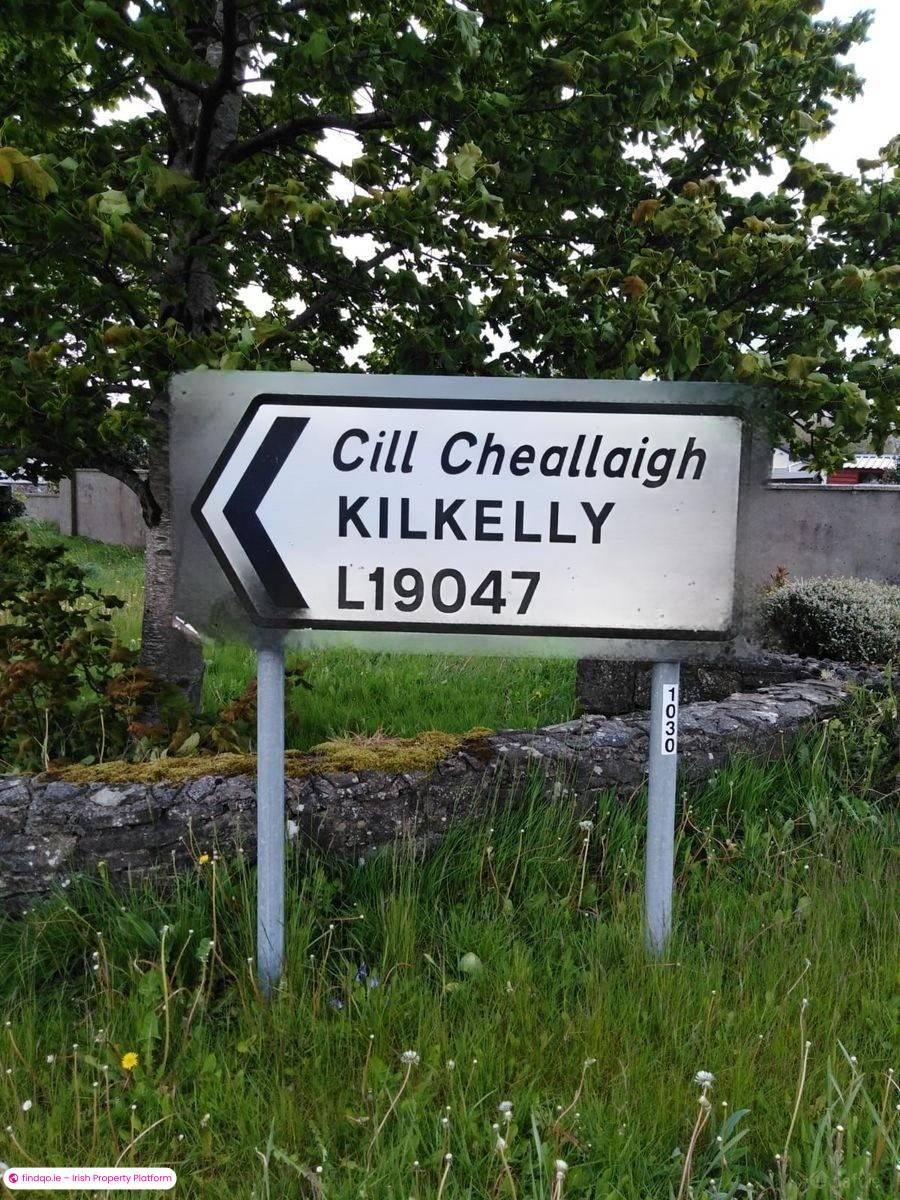 Cill Cheallaigh
KILKELLY
L19047
1030
findqo.ie – Irish Property Platform